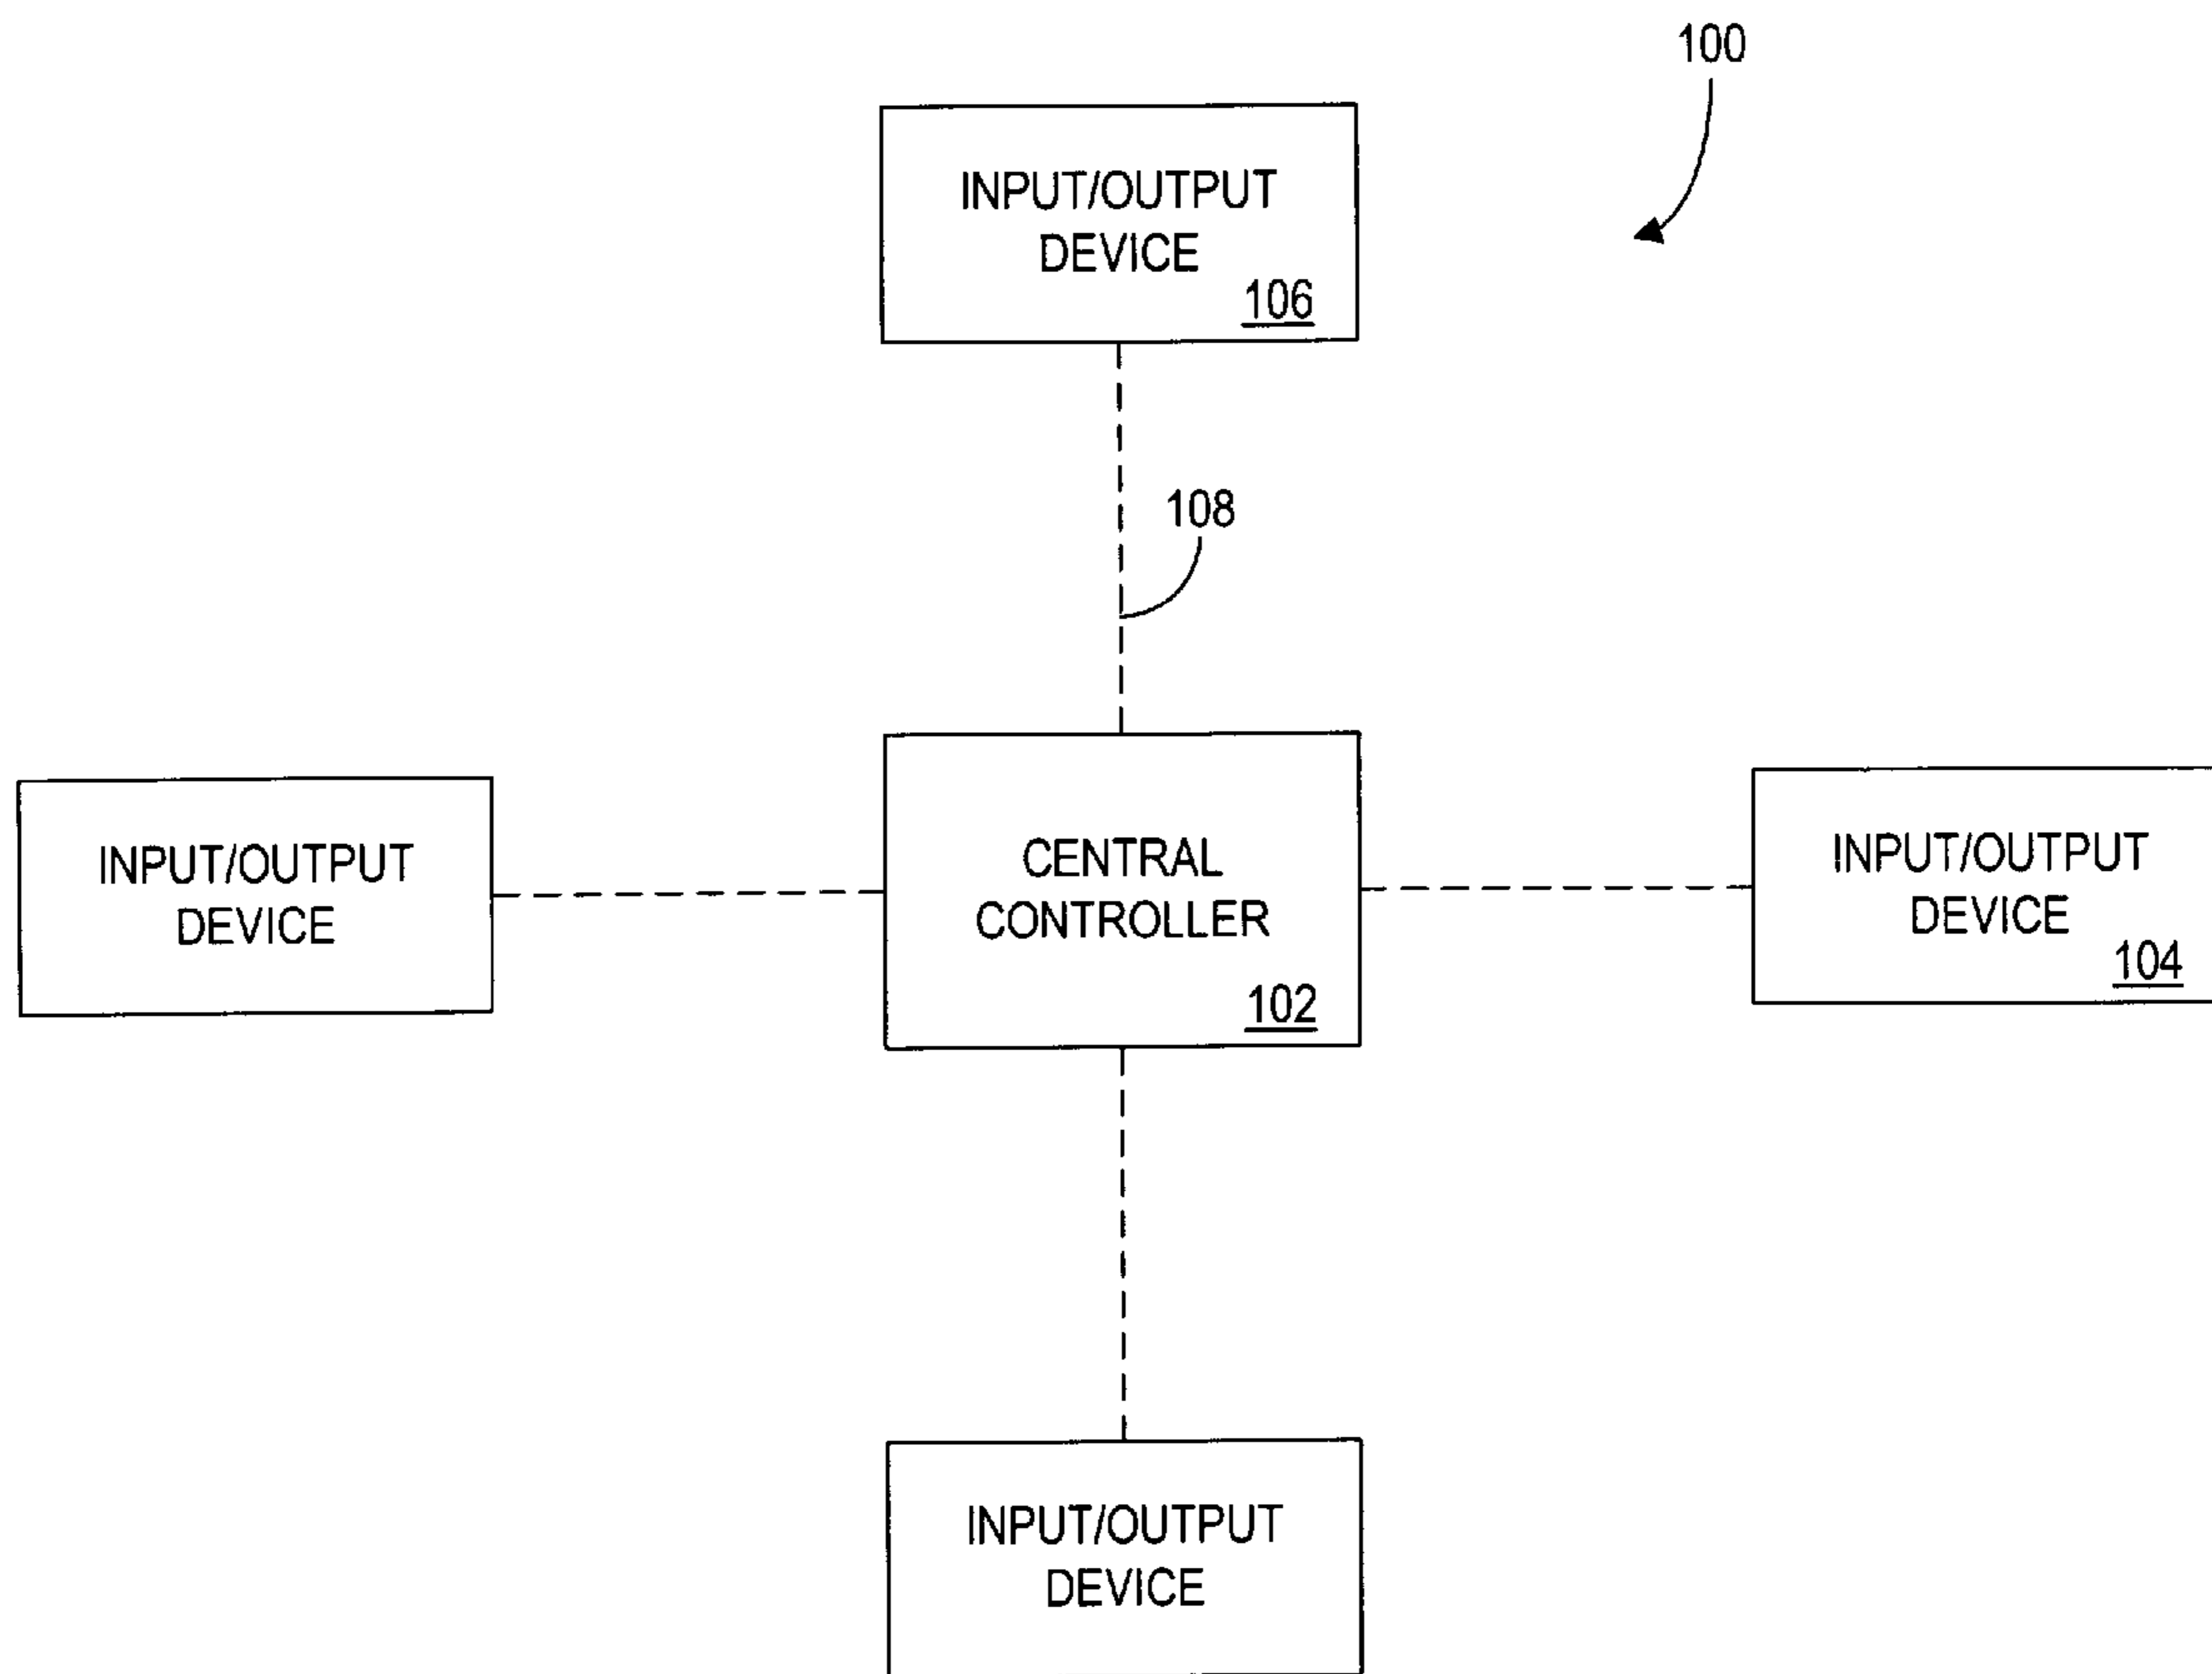 100
INPUT/OUTPUT
DEVICE
106
108
INPUT/OUTPUT
DEVICE
CENTRAL
CONTROLLER
102
INPUT/OUTPUT
DEVICE
104
INPUT/OUTPUT
DEVICE